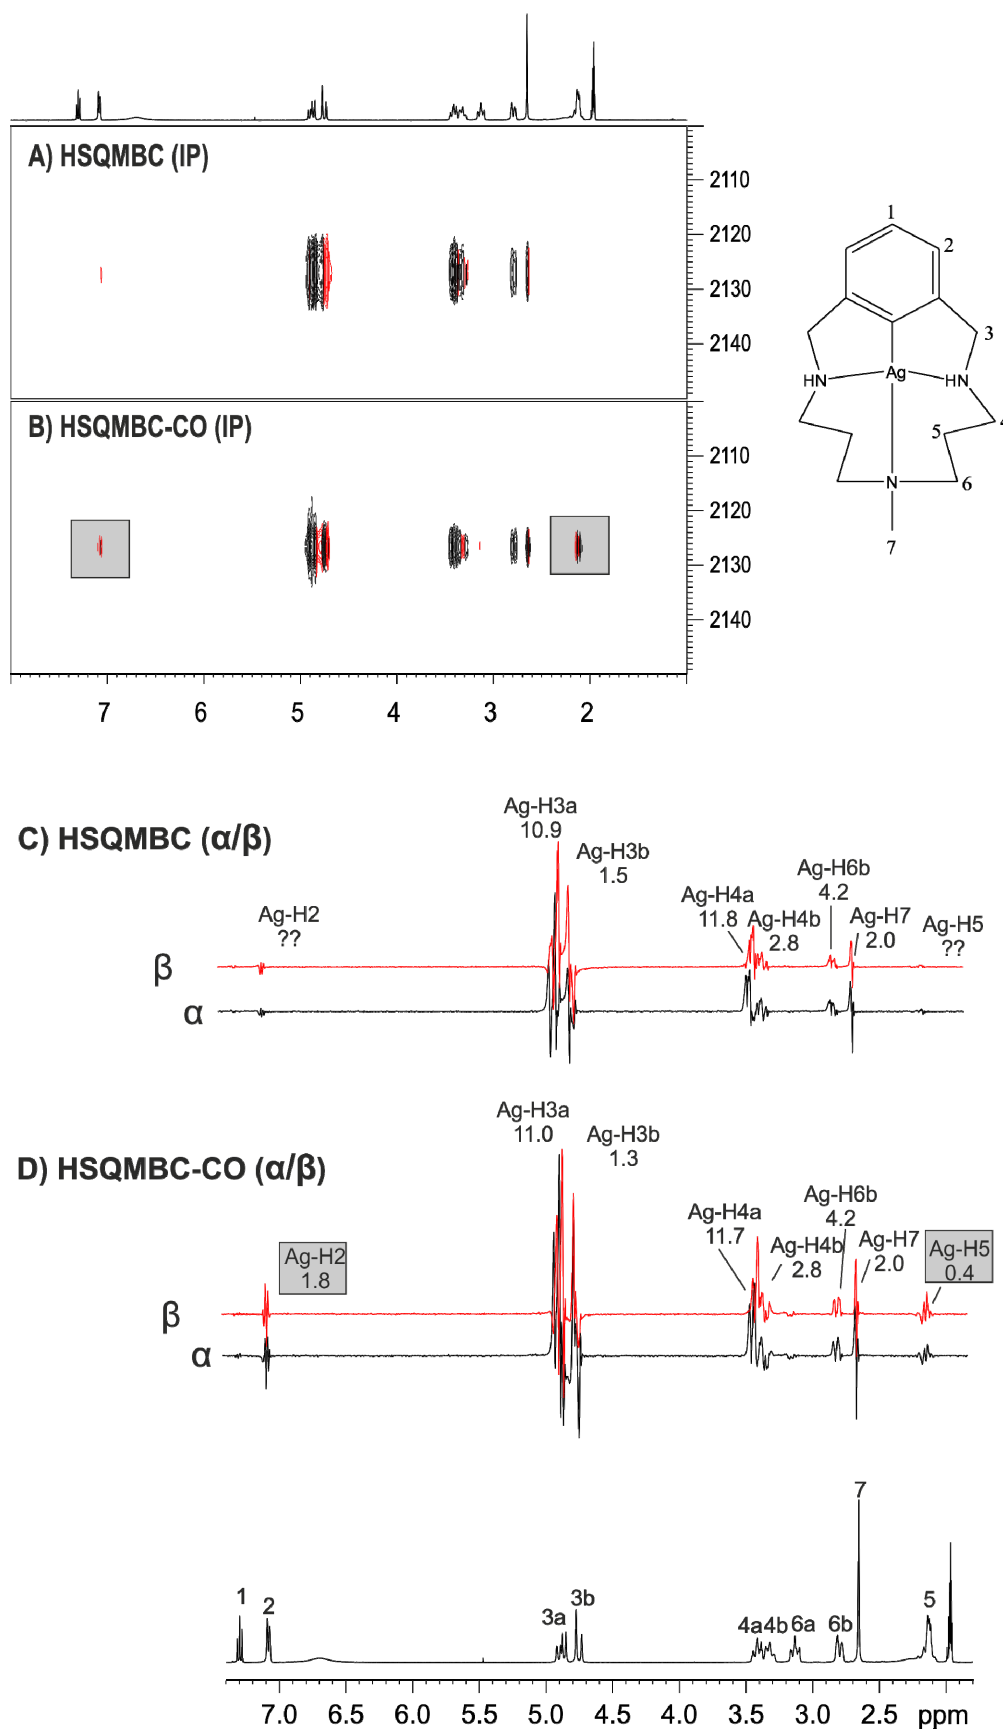 A) HSQMBC (IP)
2110
2120
2130
2140
B) HSQMBC-CO (IP)
2110
2120
2130
2140
7 6 5 4 3 2
1
2
3
HN Ag HN
4
5
N 6
7
C) HSQMBC (α/β)
Ag-H3a
10.9
Ag-H3b
1.5
Ag-H2
??
Ag-H4a
11.8
Ag-H4b
2.8
Ag-H6b
4.2
Ag-H7
2.0
Ag-H5
??
β
α
D) HSQMBC-CO (α/β)
Ag-H3a
11.0
Ag-H3b
1.3
Ag-H2
1.8
Ag-H4a
11.7
Ag-H4b
2.8
Ag-H6b
4.2
Ag-H7
2.0
Ag-H5
0.4
β
α
1 2 3a 3b 4a 4b 6a 6b 7 5
7.0 6.5 6.0 5.5 5.0 4.5 4.0 3.5 3.0 2.5 ppm